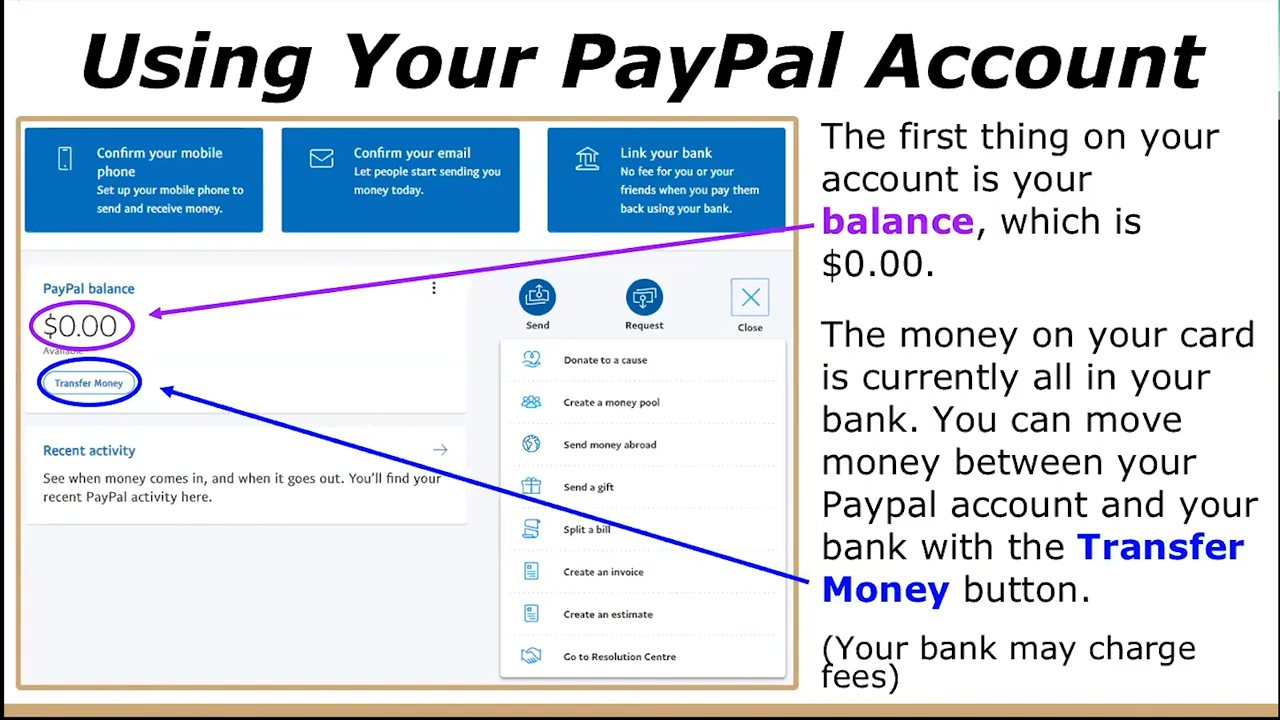 Using Your PayPal Account
Confirm your mobile
phone
Set up your mobile phone to
send and receive money.
Confirm your email
Let people start sending you
money today.
Link your bank
No fee for you or your
friends when you pay them
back using your bank.
PayPal balance
$0.00
Available
Transfer Money
Recent activity
See when money comes in, and when it goes out. You'll find your
recent PayPal activity here.
Send
Request
Close
Donate to a cause
Create a money pool
Send money abroad
Send a gift
Split a bill
Create an invoice
Create an estimate
Go to Resolution Centre
The first thing on your
account is your
balance, which is
$0.00.
The money on your card
is currently all in your
bank. You can move
money between your
Paypal account and your
bank with the Transfer
Money button.
(Your bank may charge
fees)